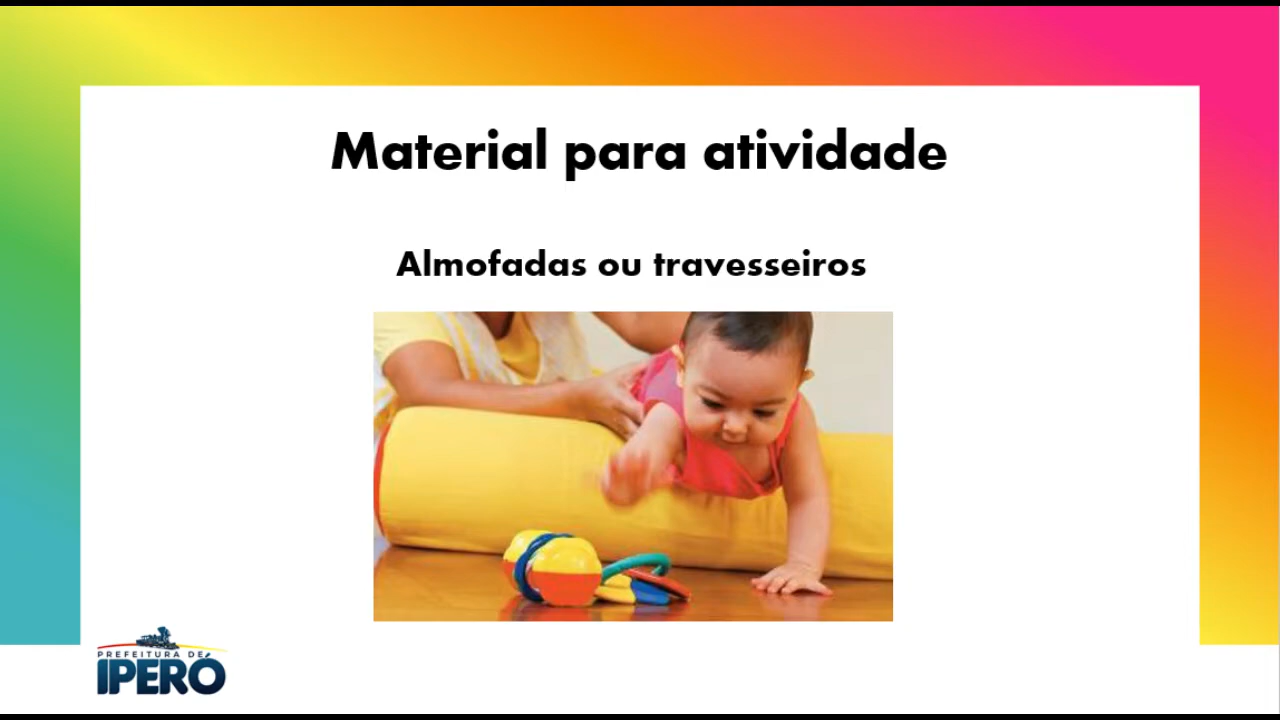 Material para atividade
Almofadas ou travesseiros
PREFEITURA DE
IPERÓ